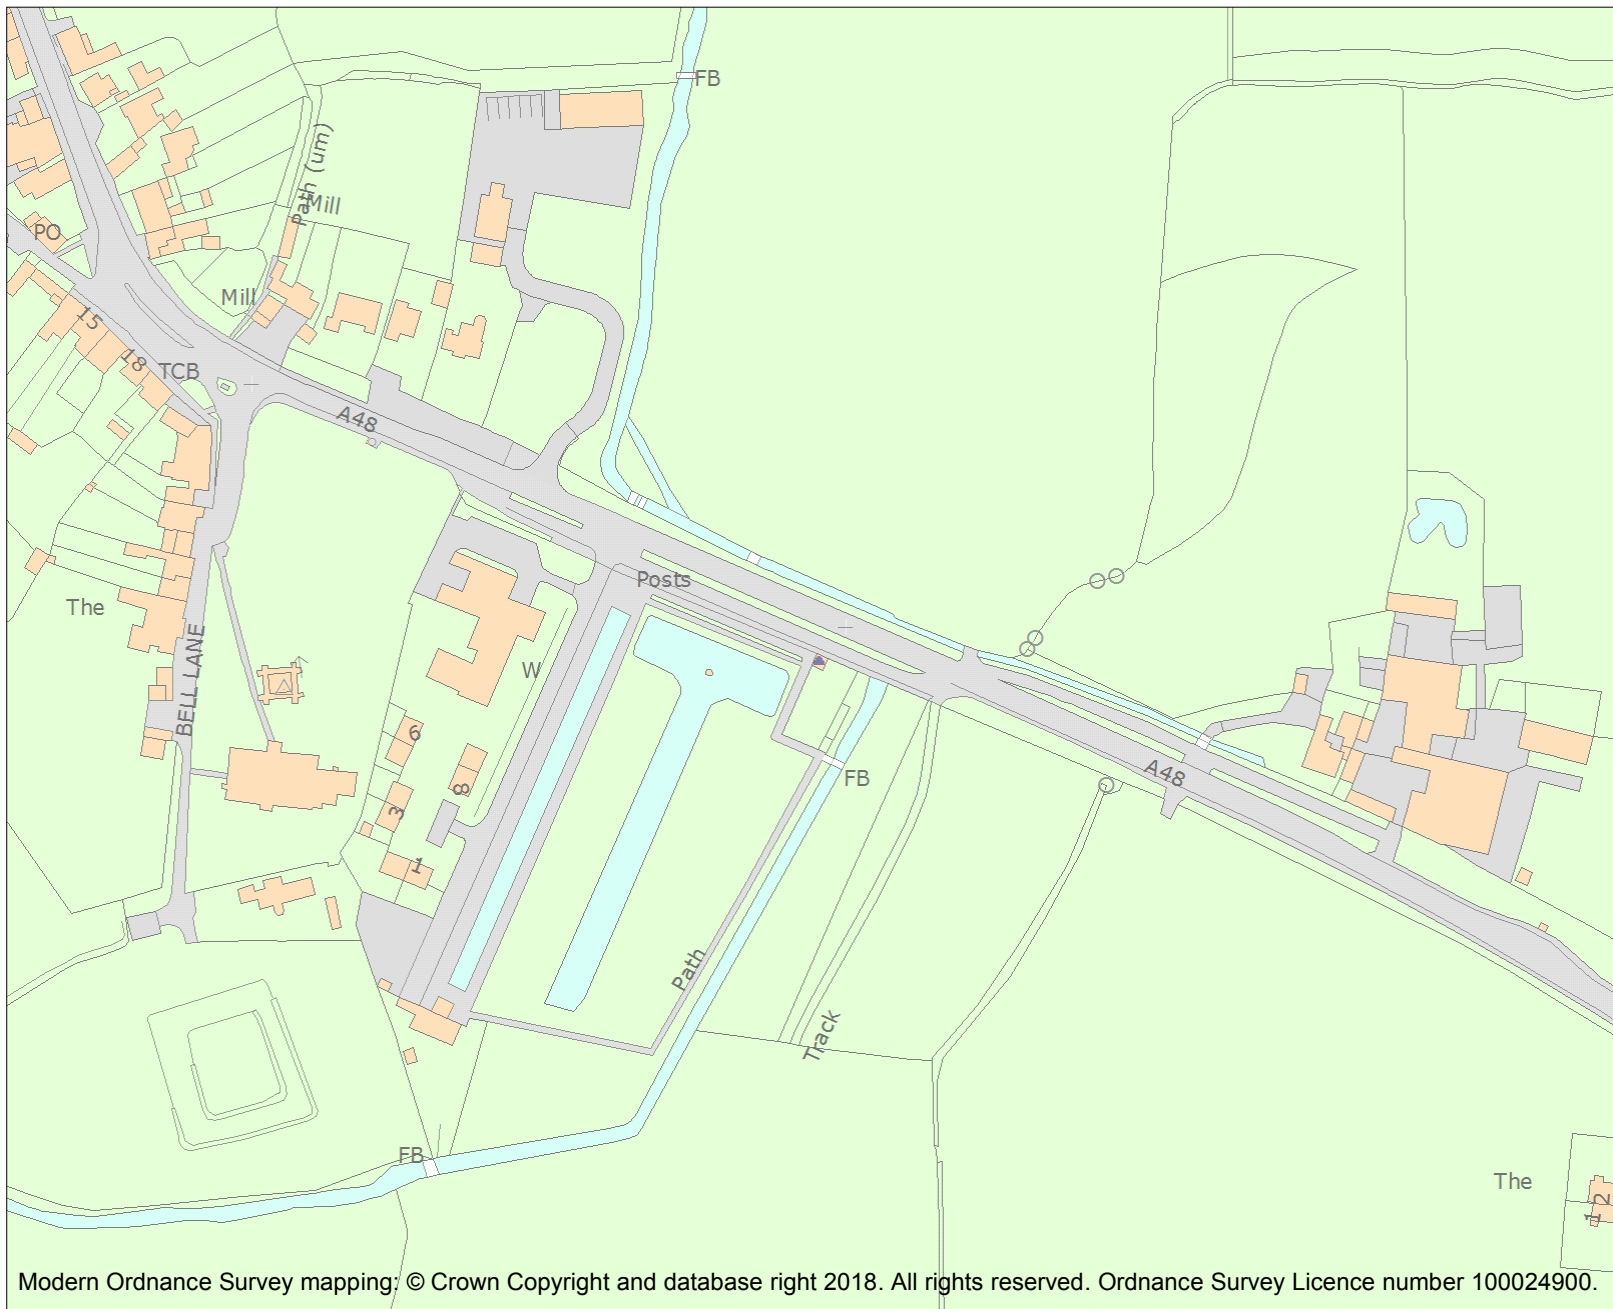 FB
Path (um)
Mill
PO
Mill
15
18
TCB
A48
Posts
The
BELL LANE
W
6
8
3
1
FB
A48
Path
Track
FB
The
1 2
Modern Ordnance Survey mapping: © Crown Copyright and database right 2018. All rights reserved. Ordnance Survey Licence number 100024900.